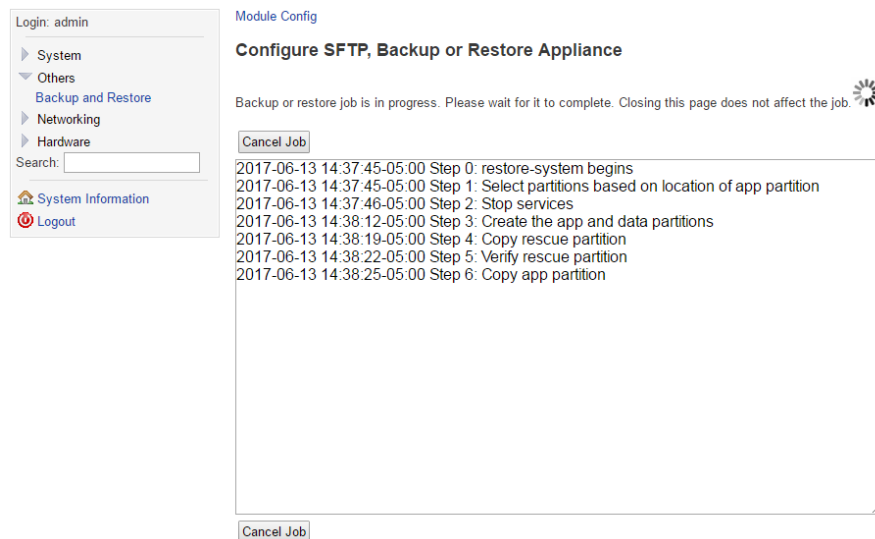 Login: admin
System
Others
Backup and Restore
Networking
Hardware
Search:
System Information
Logout
Module Config
Configure SFTP, Backup or Restore Appliance
Backup or restore job is in progress. Please wait for it to complete. Closing this page does not affect the job.
Cancel Job
2017-06-13 14:37:45-05:00 Step 0: restore-system begins
2017-06-13 14:37:45-05:00 Step 1: Select partitions based on location of app partition
2017-06-13 14:37:46-05:00 Step 2: Stop services
2017-06-13 14:38:12-05:00 Step 3: Create the app and data partitions
2017-06-13 14:38:19-05:00 Step 4: Copy rescue partition
2017-06-13 14:38:22-05:00 Step 5: Verify rescue partition
2017-06-13 14:38:25-05:00 Step 6: Copy app partition
Cancel Job